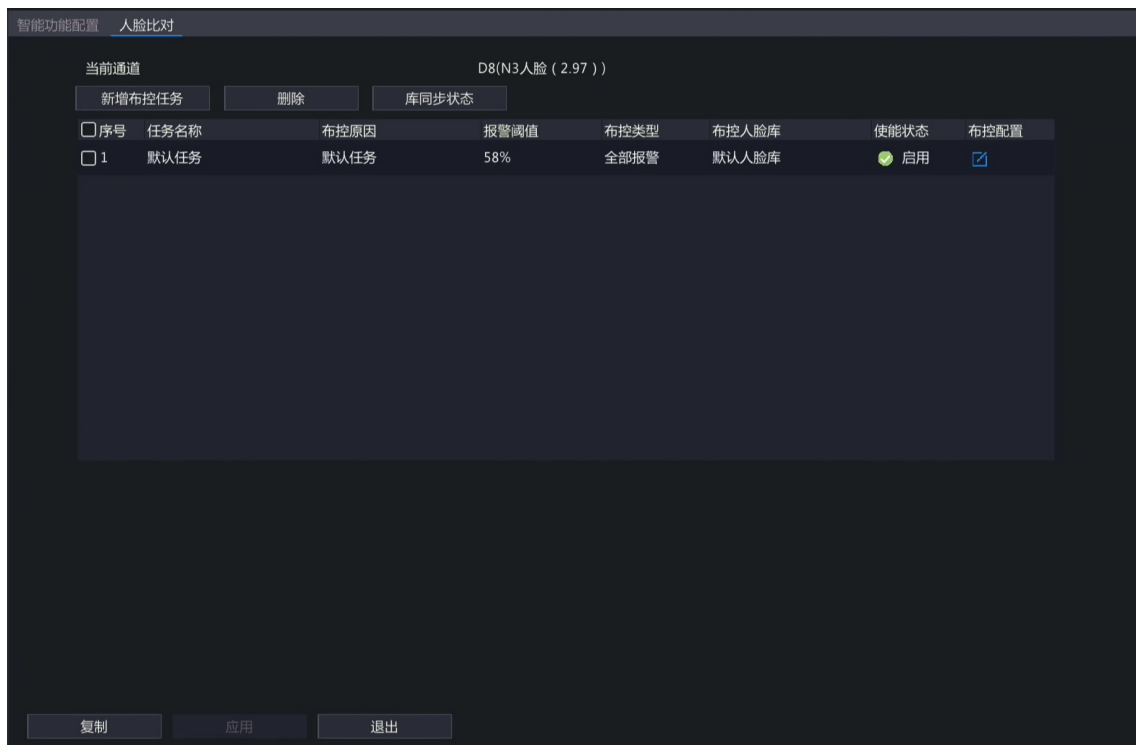 智能功能配置 人脸比对
当前通道 D8(N3人脸（2.97）)
新增布控任务 删除 库同步状态
序号 任务名称 布控原因 报警阈值 布控类型 布控人脸库 使能状态 布控配置
1 默认任务 默认任务 58% 全部报警 默认人脸库 启用
复制 应用 退出